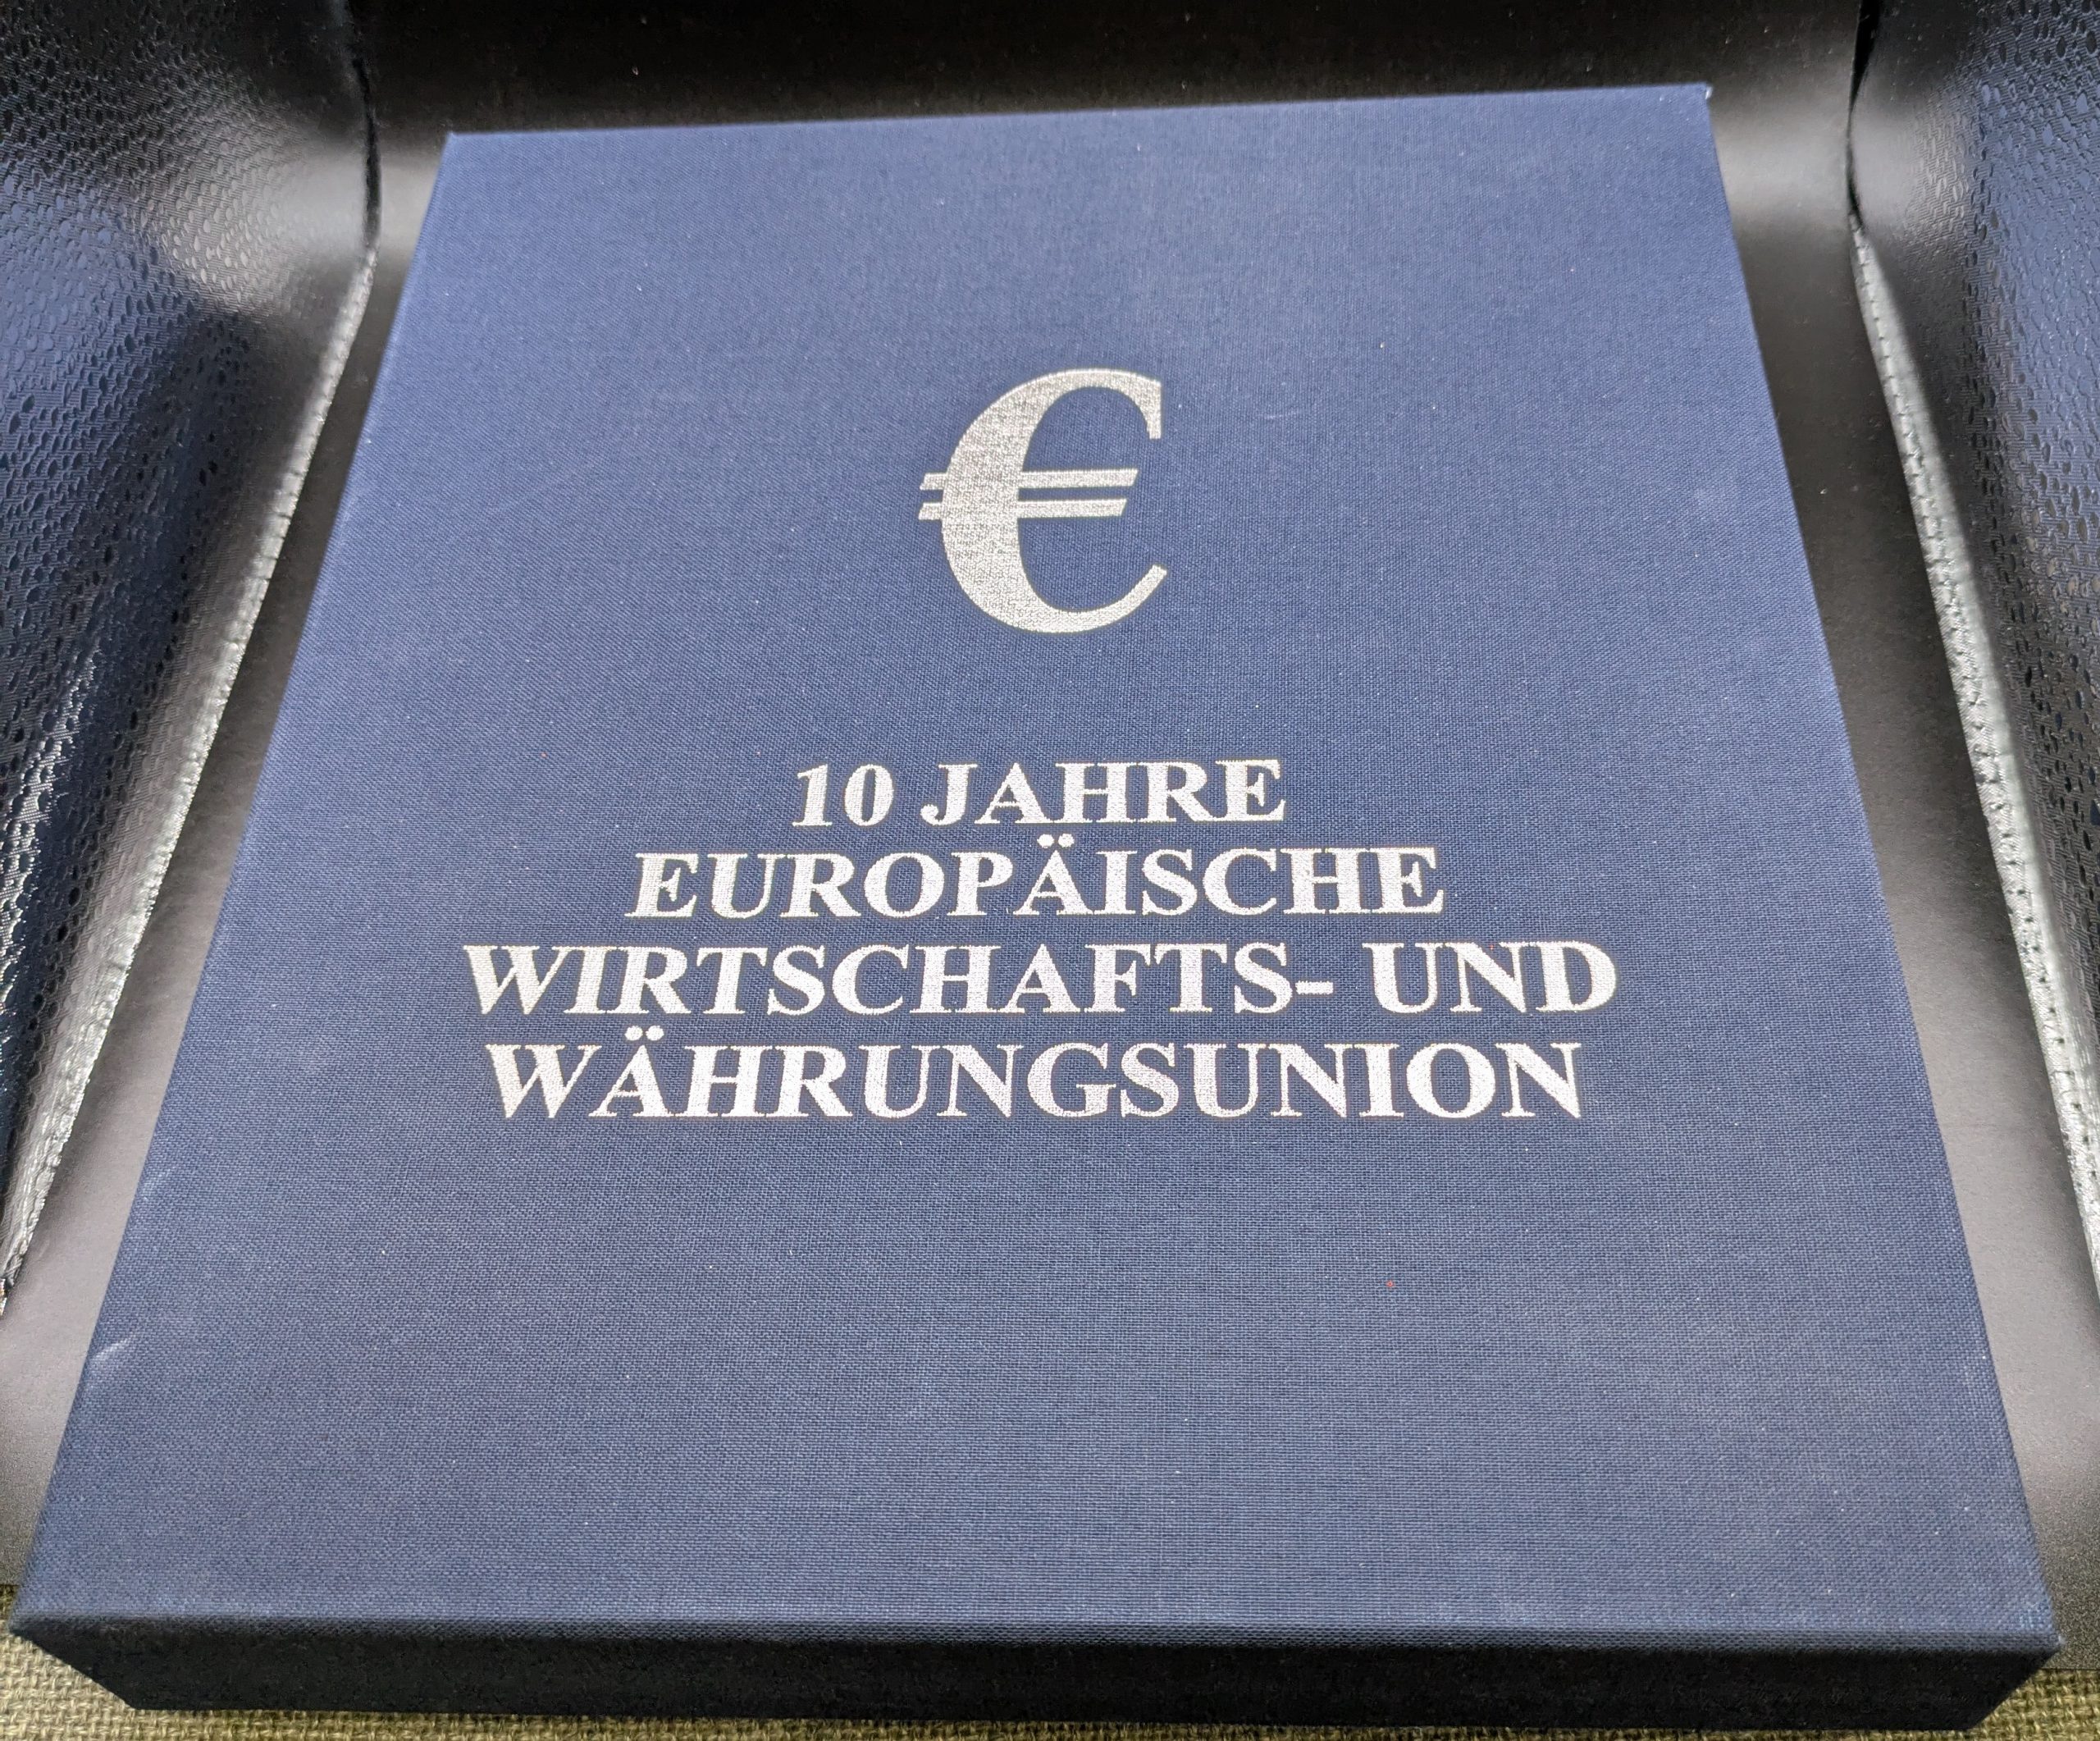 €
10 JAHRE
EUROPÄISCHE
WIRTSCHAFTS- UND
WÄHRUNGSUNION